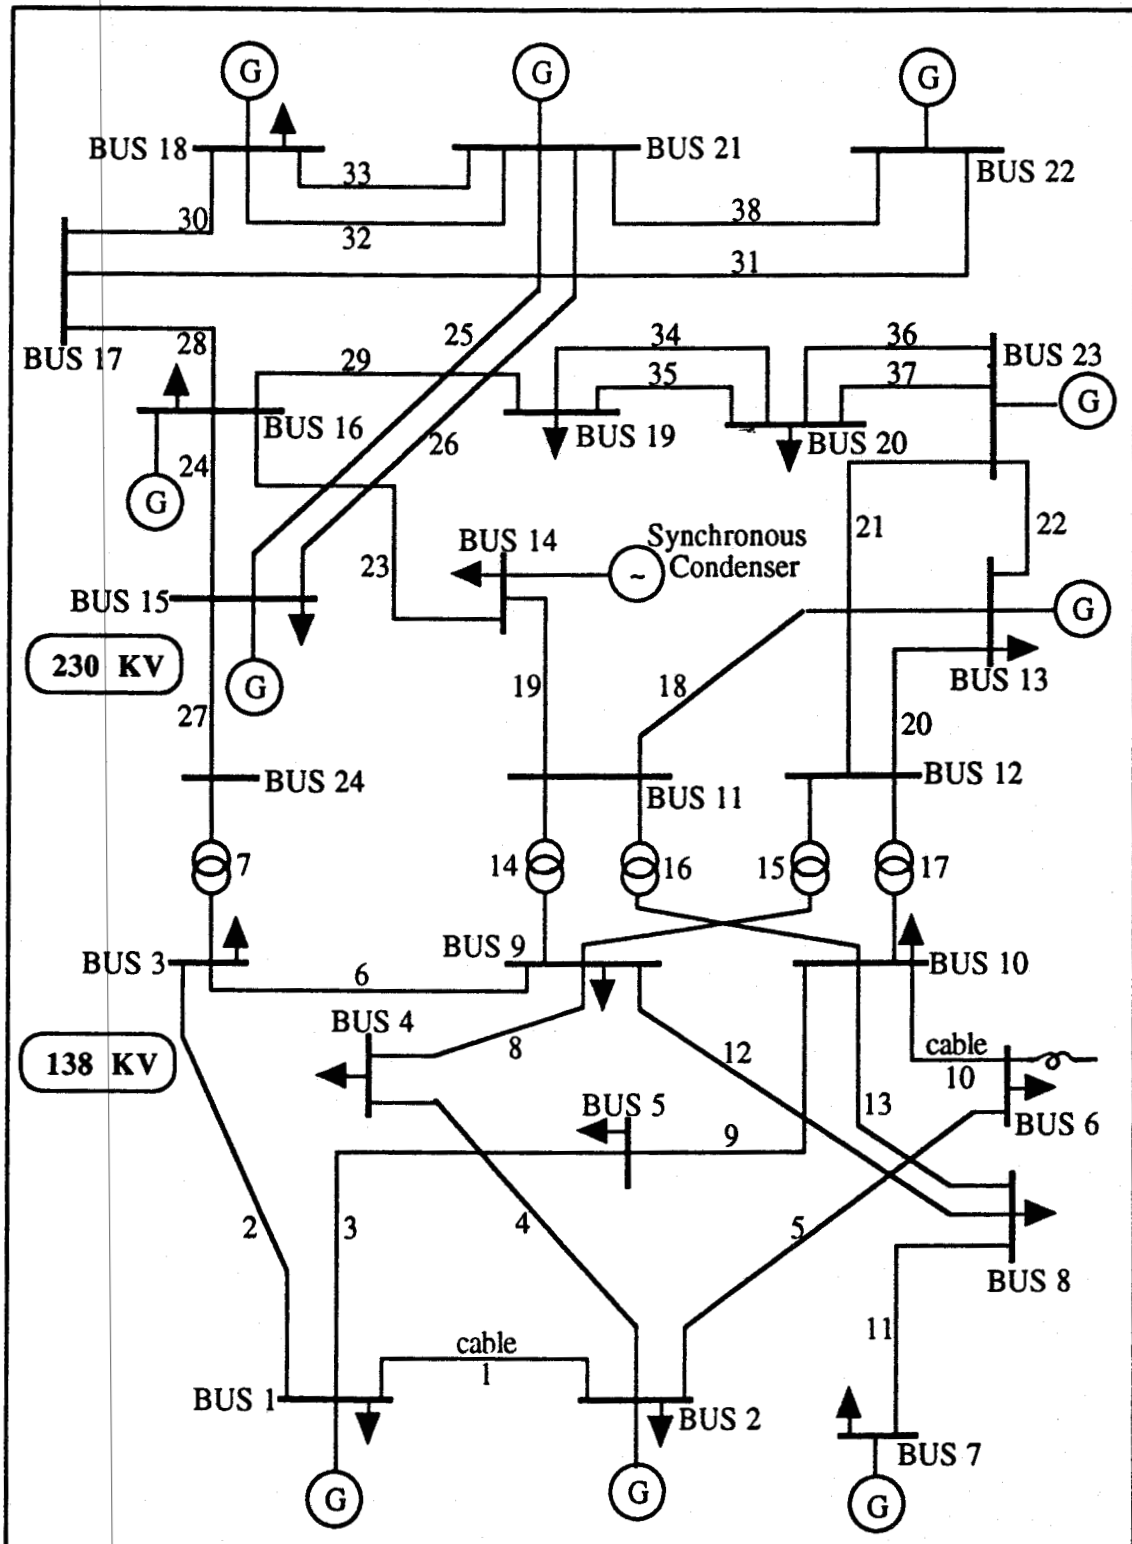 G
G
G
BUS 18
BUS 21
BUS 22
33
30
32
38
31
25
34
36
28
BUS 17
29
35
37
BUS 23
G
BUS 16
26
BUS 19
BUS 20
24
G
21
22
BUS 14
Synchronous
Condenser
~
23
BUS 15
G
230 KV
G
19
18
BUS 13
27
20
BUS 24
BUS 11
BUS 12
7
14
16
15
17
BUS 3
BUS 9
BUS 10
6
BUS 4
8
12
cable
10
138 KV
BUS 5
13
BUS 6
9
2
3
4
5
BUS 8
cable
1
11
BUS 1
BUS 2
BUS 7
G
G
G